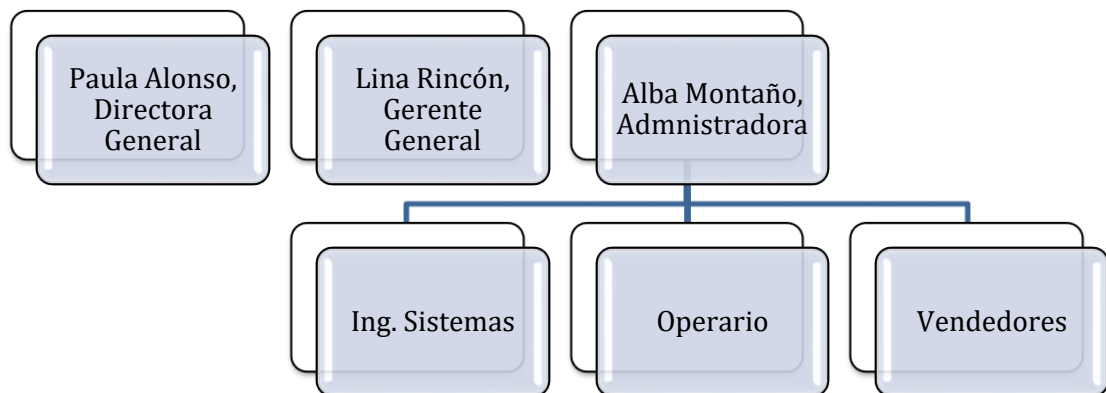 Paula Alonso,
Directora
General
Lina Rincón,
Gerente
General
Alba Montaño,
Admnistradora
Ing. Sistemas
Operario
Vendedores